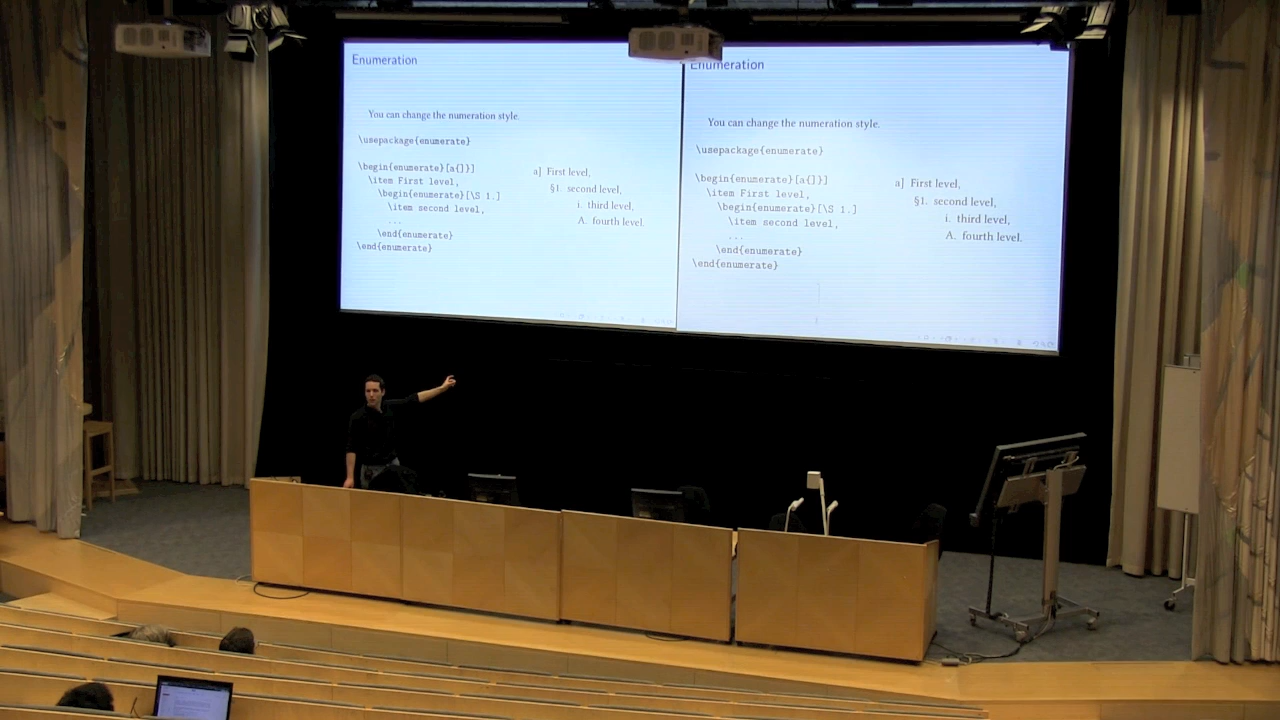 Enumeration
You can change the numeration style.
\usepackage{enumerate}
\begin{enumerate}[a{]}]
\item First level,
\begin{enumerate}[\S 1.]
\item second level,
...
\end{enumerate}
\end{enumerate}
a] First level,
§1. second level,
i. third level,
A. fourth level.
Enumeration
You can change the numeration style.
\usepackage{enumerate}
\begin{enumerate}[a{]}]
\item First level,
\begin{enumerate}[\S 1.]
\item second level,
...
\end{enumerate}
\end{enumerate}
a] First level,
§1. second level,
i. third level,
A. fourth level.